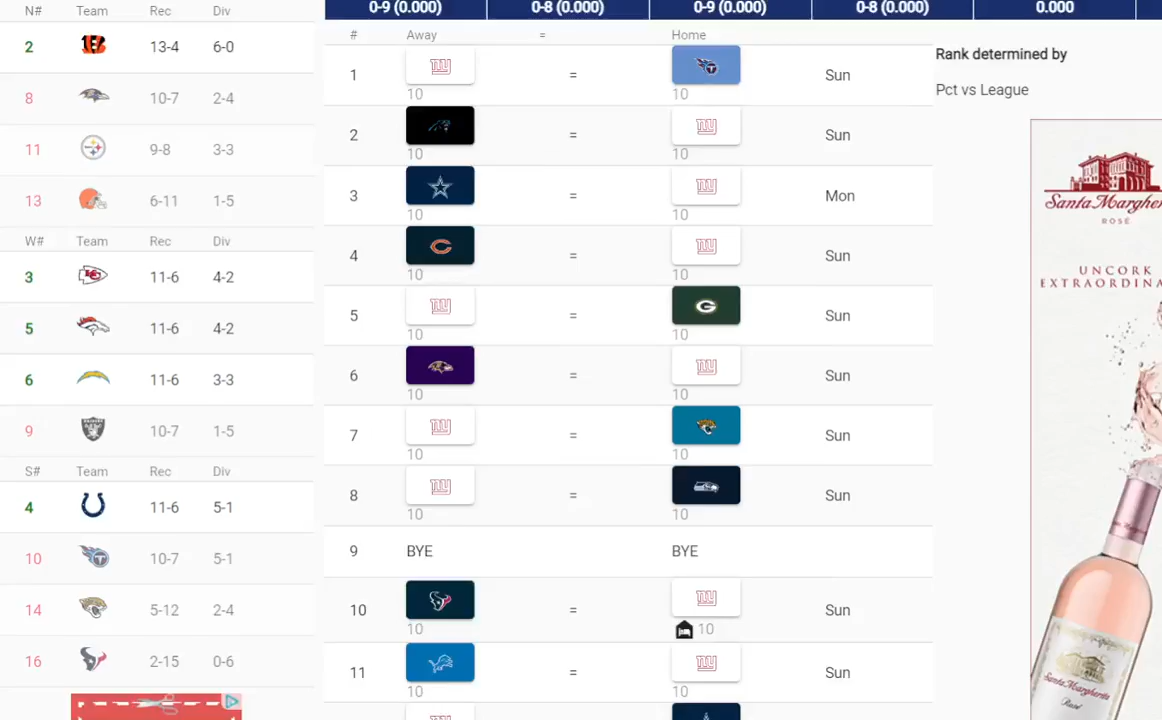 0-9 (0.000) 0-8 (0.000) 0-9 (0.000) 0-8 (0.000) 0.000
N# Team Rec Div
2 13-4 6-0
8 10-7 2-4
11 9-8 3-3
13 6-11 1-5
W# Team Rec Div
3 11-6 4-2
5 11-6 4-2
6 11-6 3-3
9 10-7 1-5
S# Team Rec Div
4 11-6 5-1
10 10-7 5-1
14 5-12 2-4
16 2-15 0-6
# Away = Home
1 = Sun
10 10
2 = Sun
10 10
3 = Mon
10 10
4 = Sun
10 10
5 = Sun
10 10
6 = Sun
10 10
7 = Sun
10 10
8 = Sun
10 10
9 BYE BYE
10 = Sun
10 10
11 = Sun
10 10
Rank determined by
Pct vs League
Santa Margher
ROSÉ
UNCORK
EXTRAORDINA
Santa Margherita
Rosé